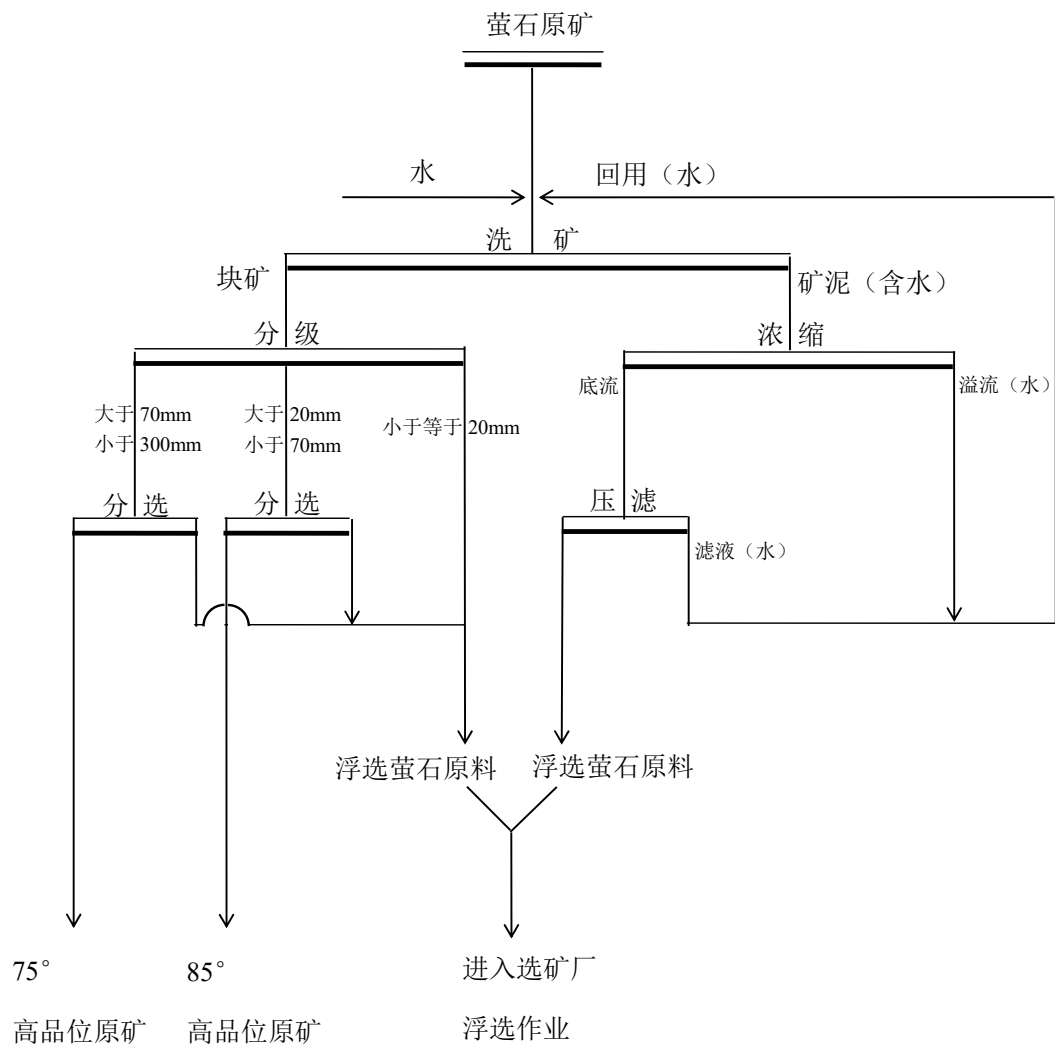 萤石原矿
水
回用（水）
洗 矿
块矿
矿泥（含水）
分 级
浓 缩
底流
溢流（水）
大于 70mm
小于 300mm
大于 20mm
小于 70mm
小于等于 20mm
分 选
分 选
压 滤
滤液（水）
浮选萤石原料
浮选萤石原料
75°
高品位原矿
85°
高品位原矿
进入选矿厂
浮选作业